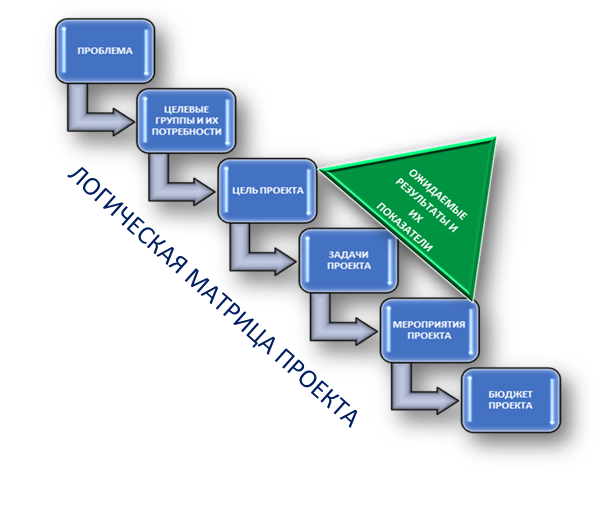 ПРОБЛЕМА
ЦЕЛЕВЫЕ
ГРУППЫ И ИХ
ПОТРЕБНОСТИ
ЦЕЛЬ ПРОЕКТА
ОЖИДАЕМЫЕ
РЕЗУЛЬТАТЫ И
ИХ
ПОКАЗАТЕЛИ
ЗАДАЧИ
ПРОЕКТА
МЕРОПРИЯТИЯ
ПРОЕКТА
БЮДЖЕТ
ПРОЕКТА
ЛОГИЧЕСКАЯ МАТРИЦА ПРОЕКТА